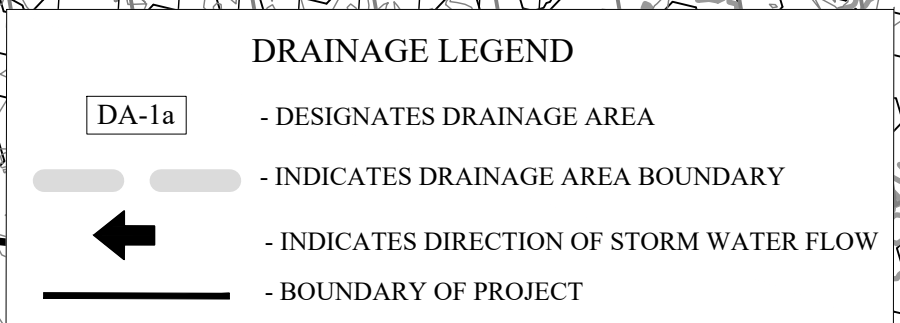 DRAINAGE LEGEND
DA-1a - DESIGNATES DRAINAGE AREA
- INDICATES DRAINAGE AREA BOUNDARY
- INDICATES DIRECTION OF STORM WATER FLOW
- BOUNDARY OF PROJECT